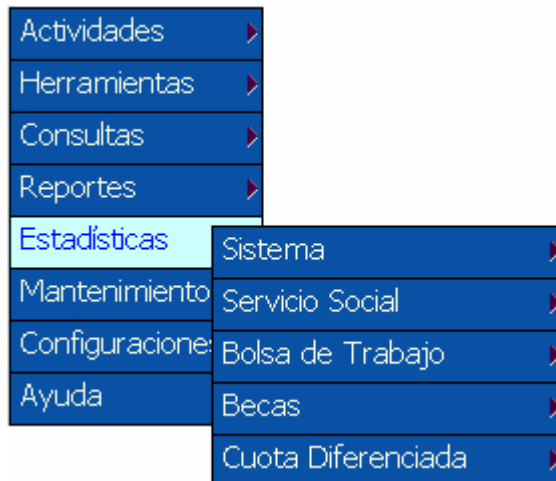 Actividades
Herramientas
Consultas
Reportes
Estadísticas
Mantenimiento
Configuraciones
Ayuda
Sistema
Servicio Social
Bolsa de Trabajo
Becas
Cuota Diferenciada